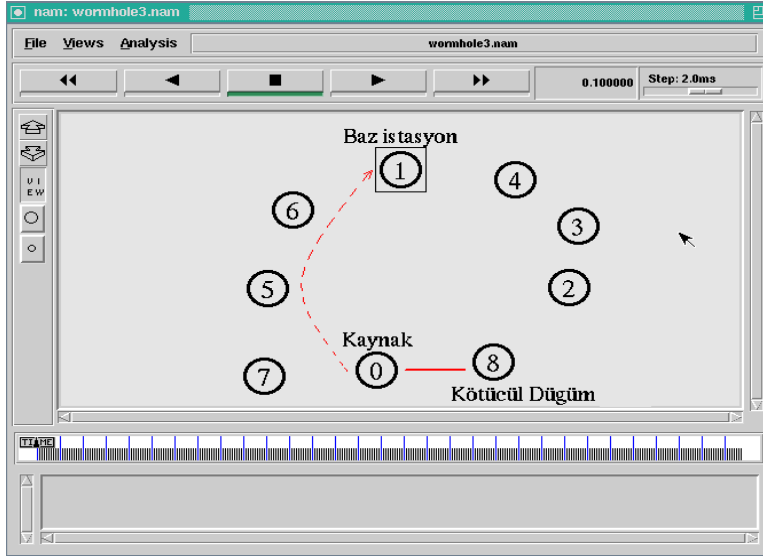 nam: wormhole3.nam
File Views Analysis wormhole3.nam
0.100000 Step: 2.0ms
VIEW
Baz istasyon
1
4
6
3
5
2
Kaynak
7
0
8
Kötücül Dügüm
TIME